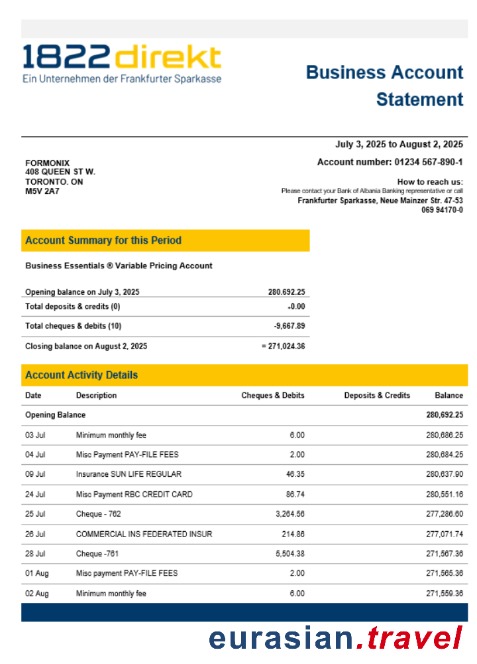 1822direkt
Ein Unternehmen der Frankfurter Sparkasse
Business Account
Statement
July 3, 2025 to August 2, 2025
Account number: 01234 567-890-1
FORMONIX
408 QUEEN ST W.
TORONTO. ON
M5V 2A7
How to reach us:
Please contact your Bank of Albania Banking representative or call
Frankfurter Sparkasse, Neue Mainzer Str. 47-53
069 94170-0
Account Summary for this Period
Business Essentials ® Variable Pricing Account
Opening balance on July 3, 2025 280.692.25
Total deposits & credits (0) -0.00
Total cheques & debits (10) -9,667.89
Closing balance on August 2, 2025 = 271,024.36
Account Activity Details
Date Description Cheques & Debits Deposits & Credits Balance
Opening Balance 280,692.25
03 Jul Minimum monthly fee 6.00 280,686.25
04 Jul Misc Payment PAY-FILE FEES 2.00 280,684.25
09 Jul Insurance SUN LIFE REGULAR 46.35 280,637.90
24 Jul Misc Payment RBC CREDIT CARD 86.74 280,551.16
25 Jul Cheque - 762 3,264.56 277,286.60
26 Jul COMMERCIAL INS FEDERATED INSUR 214.86 277,071.74
28 Jul Cheque -761 5,504.38 271,567.36
01 Aug Misc payment PAY-FILE FEES 2.00 271,565.36
02 Aug Minimum monthly fee 6.00 271,559.36
eurasian.travel